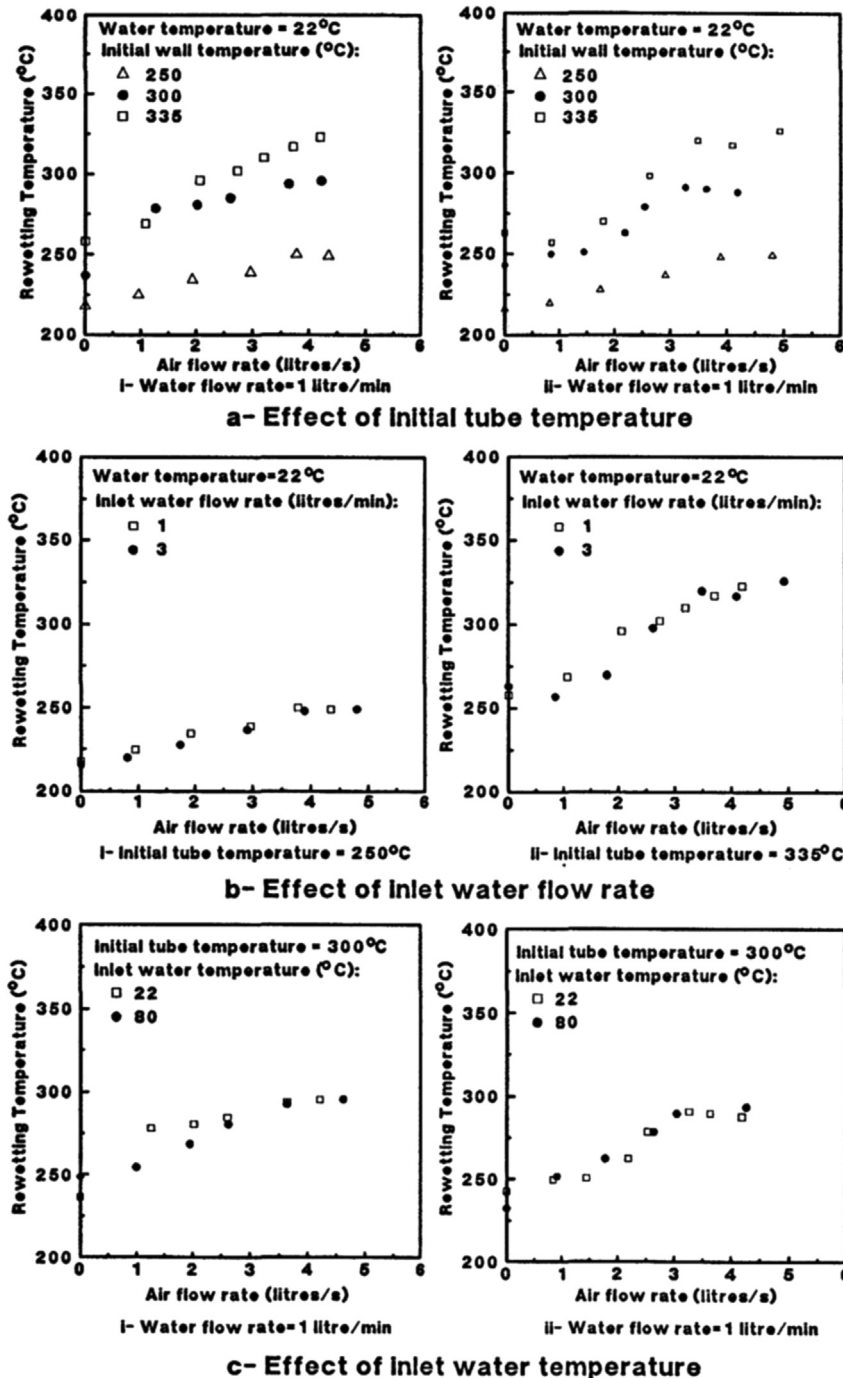 Rewetting Temperature (°C)
400
350
300
250
200
Water temperature = 22°C
Initial wall temperature (°C):
250
300
335
0 1 2 3 4 5 6
Air flow rate (litres/s)
i- Water flow rate=1 litre/min
Rewetting Temperature (°C)
400
350
300
250
200
Water temperature = 22°C
Initial wall temperature (°C):
250
300
335
0 1 2 3 4 5 6
Air flow rate (litres/s)
ii- Water flow rate=1 litre/min
a- Effect of initial tube temperature
Rewetting Temperature (°C)
400
350
300
250
200
Water temperature=22°C
Inlet water flow rate (litres/min):
1
3
0 1 2 3 4 5 6
Air flow rate (litres/s)
i- Initial tube temperature = 250°C
Rewetting Temperature (°C)
400
350
300
250
200
Water temperature=22°C
Inlet water flow rate (litres/min):
1
3
0 1 2 3 4 5 6
Air flow rate (litres/s)
ii- Initial tube temperature = 335°C
b- Effect of inlet water flow rate
Rewetting Temperature (°C)
400
350
300
250
200
Initial tube temperature = 300°C
Inlet water temperature (°C):
22
80
0 1 2 3 4 5 6
Air flow rate (litres/s)
i- Water flow rate=1 litre/min
Rewetting Temperature (°C)
400
350
300
250
200
Initial tube temperature = 300°C
Inlet water temperature (°C):
22
80
0 1 2 3 4 5 6
Air flow rate (litres/s)
ii- Water flow rate=1 litre/min
c- Effect of inlet water temperature